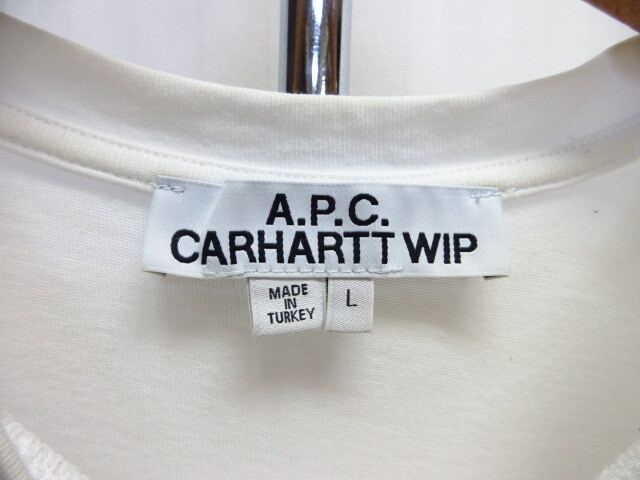 A.P.C.
CARHARTT WIP
MADE
IN
TURKEY
L